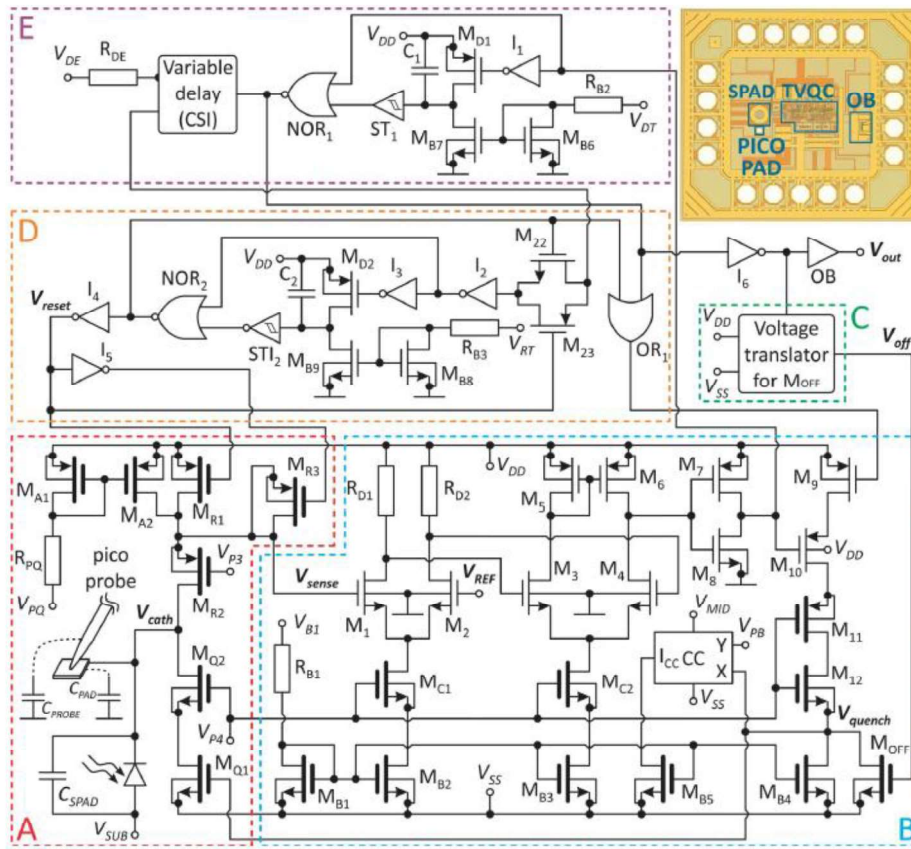 E
V_DE
R_DE
Variable
delay
(CSI)
NOR_1
V_DD
C_1
M_D1
I_1
ST_1
R_B2
V_DT
M_B7
M_B6
SPAD
TVQC
OB
PICO
PAD
D
V_reset
I_4
I_5
NOR_2
V_DD
C_2
M_D2
I_3
I_2
STI_2
M_B9
M_B8
R_B3
V_RT
M_22
M_23
OR_1
I_6
OB
V_out
C
V_DD
V_SS
Voltage
translator
for M_OFF
V_off
M_A1
M_A2
M_R1
M_R3
R_PQ
V_PQ
pico
probe
V_cath
M_R2
V_P3
C_PROBE
C_PAD
M_Q2
V_P4
M_Q1
C_SPAD
V_SUB
A
R_D1
R_D2
V_DD
M_5
M_6
M_7
M_8
M_9
M_10
V_DD
V_sense
V_REF
M_1
M_2
M_3
M_4
V_B1
R_B1
M_C1
M_C2
V_MID
I_CC CC
Y
X
V_PB
V_SS
M_11
M_12
V_quench
M_OFF
M_B1
M_B2
V_SS
M_B3
M_B5
M_B4
B